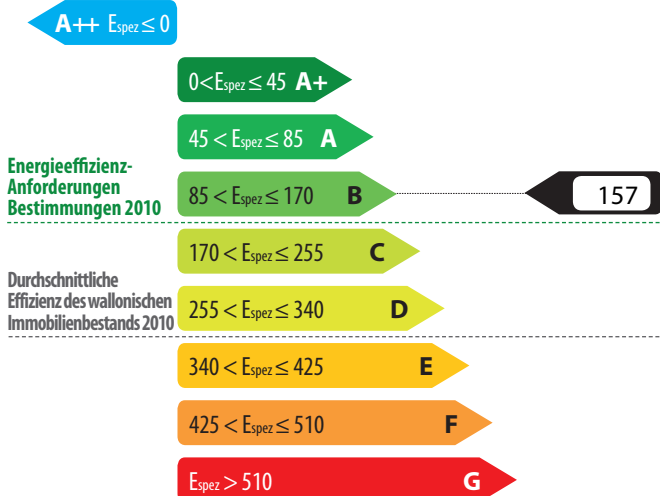 A++ Espez ≤ 0
0<Espez ≤ 45 A+
45 < Espez ≤ 85 A
Energieeffizienz-
Anforderungen
Bestimmungen 2010
85 < Espez ≤ 170 B
157
170 < Espez ≤ 255 C
Durchschnittliche
Effizienz des wallonischen
Immobilienbestands 2010
255 < Espez ≤ 340 D
340 < Espez ≤ 425 E
425 < Espez ≤ 510 F
Espez > 510 G